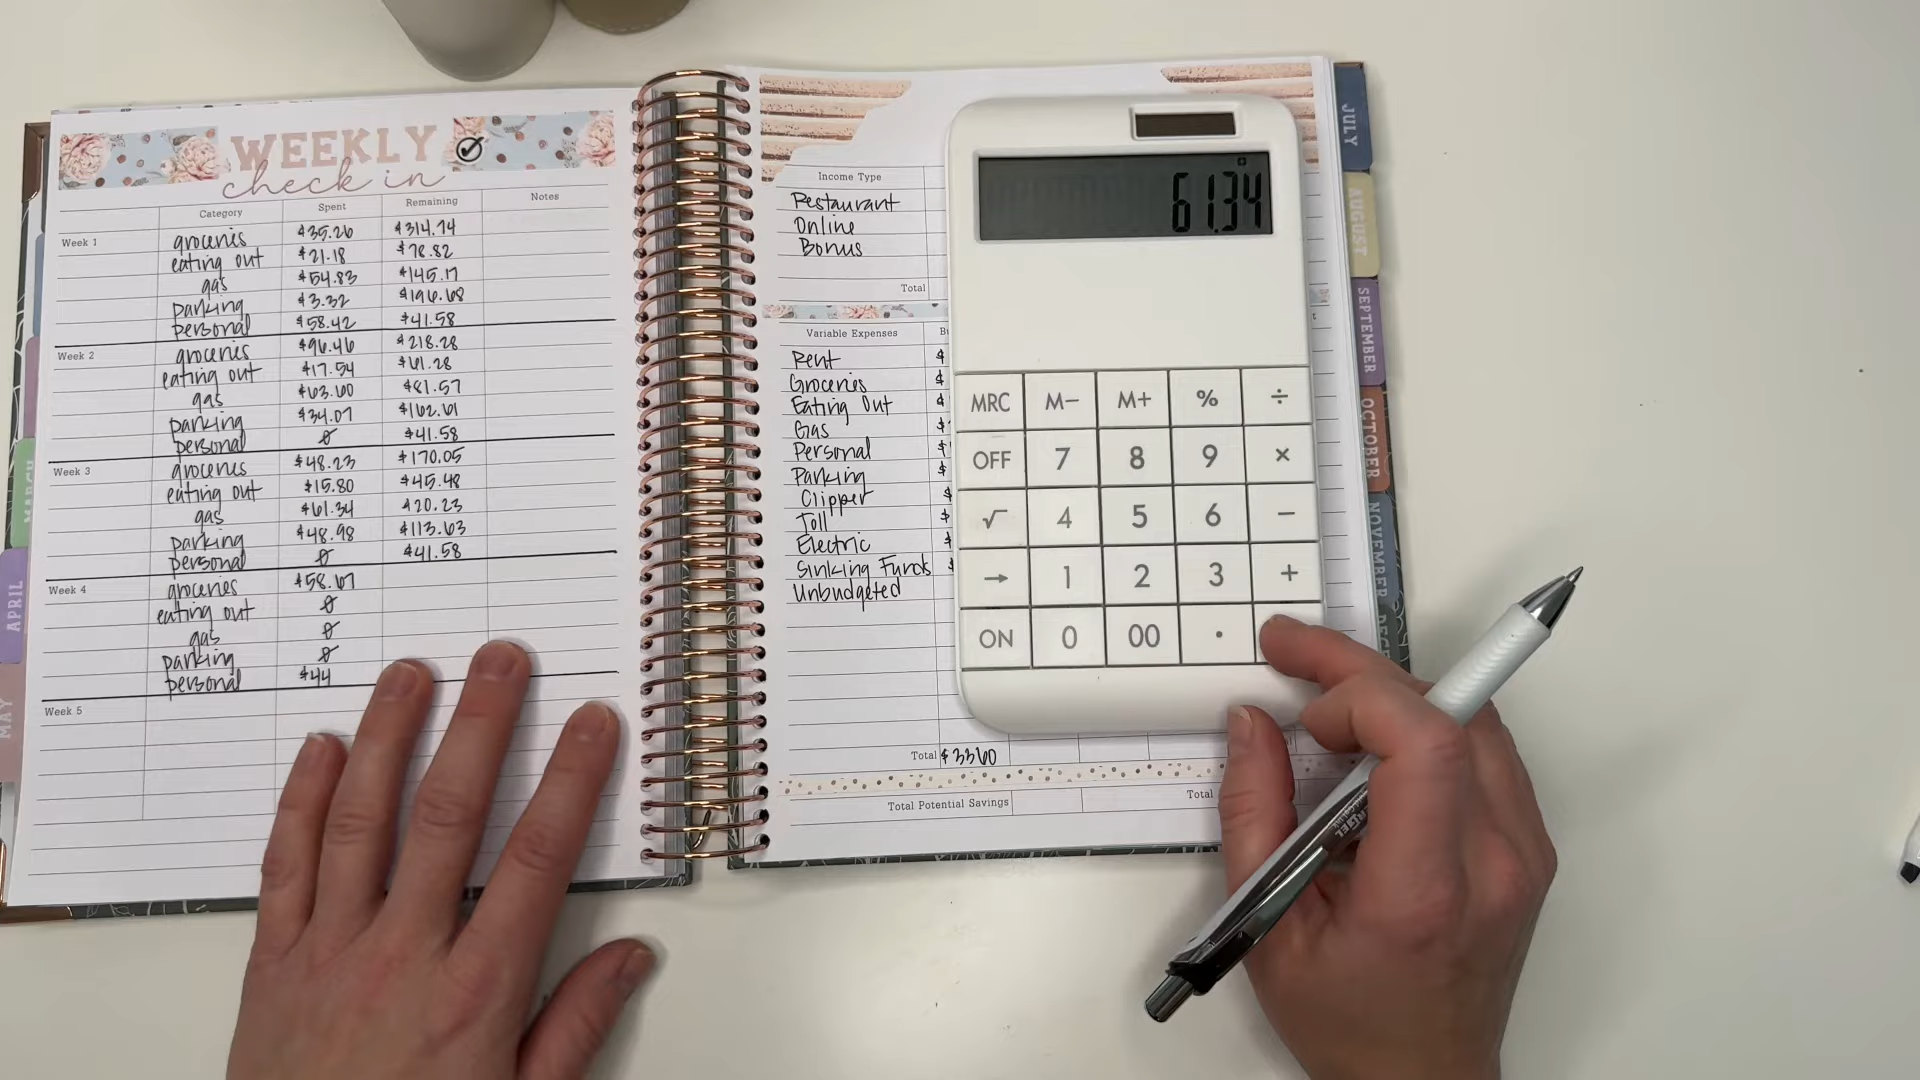 WEEKLY
check in
Category Spent Remaining Notes
Week 1 groceries $35.26 $314.74
eating out $21.18 $78.82
gas $54.83 $145.17
parking $3.32 $196.68
personal $58.42 $41.58
Week 2 groceries $96.46 $218.28
eating out $17.54 $61.28
gas $63.60 $81.57
parking $34.07 $162.61
personal 0 $41.58
Week 3 groceries $48.23 $170.05
eating out $15.80 $45.48
gas $61.34 $20.23
parking $48.98 $113.63
personal 0 $41.58
Week 4 groceries $58.67
eating out 0
gas 0
parking 0
personal $44
Week 5
Income Type
Restaurant
Online
Bonus
Total
Variable Expenses
Rent $
Groceries $
Eating Out $
Gas $
Personal $
Parking $
Clipper $
Toll $
Electric $
Sinking Funds $
Unbudgeted
Total $3360
Total Potential Savings Total
61.34
MRC M− M+ % ÷
OFF 7 8 9 ×
√ 4 5 6 −
→ 1 2 3 +
ON 0 00 .
MARCH
APRIL
MAY
JULY
AUGUST
SEPTEMBER
OCTOBER
NOVEMBER